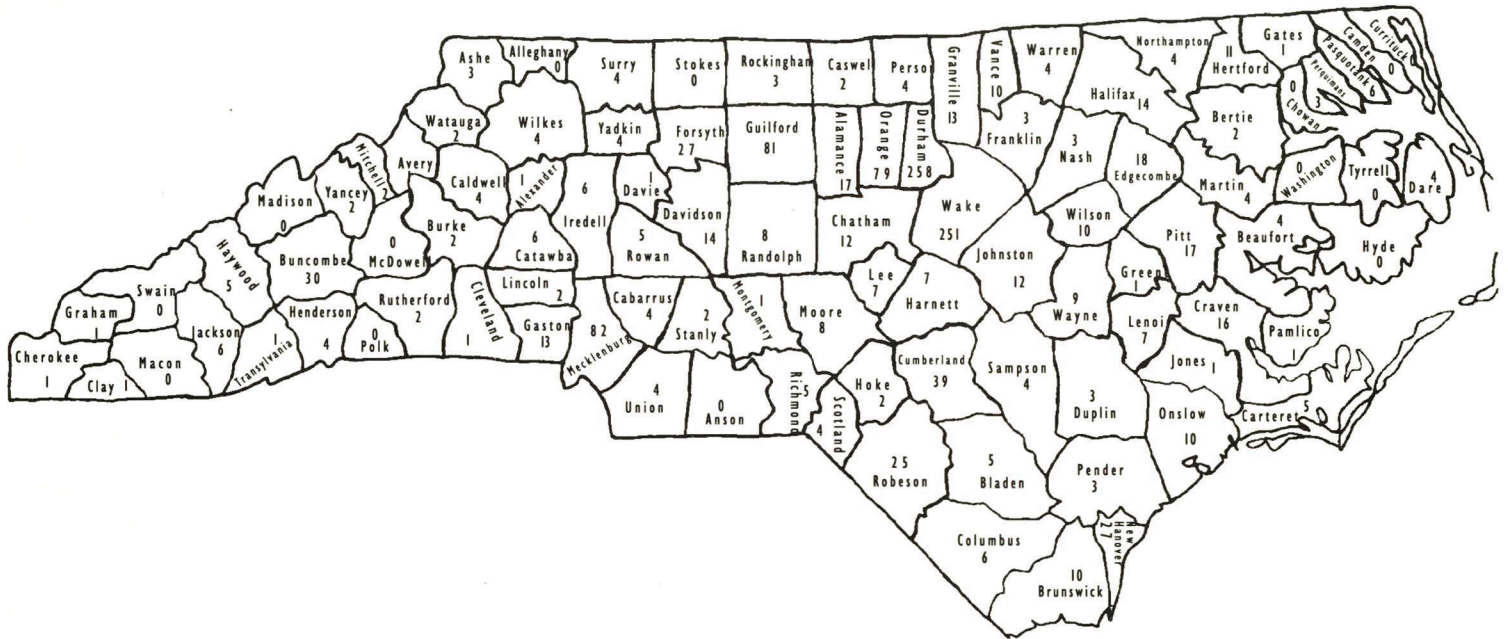 Ashe
3
Alleghany
0
Surry
4
Stokes
0
Rockinghan
3
Caswel
2
Perso
4
Granville
13
Vance
10
Warren
4
Northampton
4
11
Hertford
Gates
1
Camden
0
Currituck
Pasquotank
6
Perquimans
3
0
Chowan
Halifax
14
Bertie
2
Watauga
2
Wilkes
4
Yadkin
4
Forsyth
27
Guilford
81
Alamance
17
Orange
79
Durham
258
3
Franklin
3
Nash
18
Edgecombe
Martin
4
0
Washington
Tyrrell
0
4
Dare
Mitchell
2
Avery
Caldwell
4
1
Alexander
6
Iredell
1
Davie
Davidson
14
8
Randolph
Chatham
12
Wake
251
Wilson
10
Pitt
17
4
Beaufort
Hyde
0
Madison
0
Yancey
2
Burke
2
0
McDowel
6
Catawba
5
Rowan
Lee
7
7
Harnett
Johnston
12
Green
1
9
Wayne
Haywood
5
Buncombe
30
Swain
0
Graham
1
Jackson
6
Henderson
4
1
Transylvania
0
Polk
Rutherford
2
Cleveland
1
Lincoln
2
Gaston
13
82
Mecklenburg
Cabarrus
4
2
Stanly
Montgomery
1
Moore
8
Lenoi
7
Craven
16
Pamlico
1
Cherokee
1
Clay 1
Macon
0
4
Union
0
Anson
Richmond
5
Scotland
4
Hoke
2
Cumberland
39
Sampson
4
3
Duplin
Jones 1
Onslow
10
Carteret 5
25
Robeson
5
Bladen
Pender
3
Columbus
6
10
Brunswick
New
Hanover
27